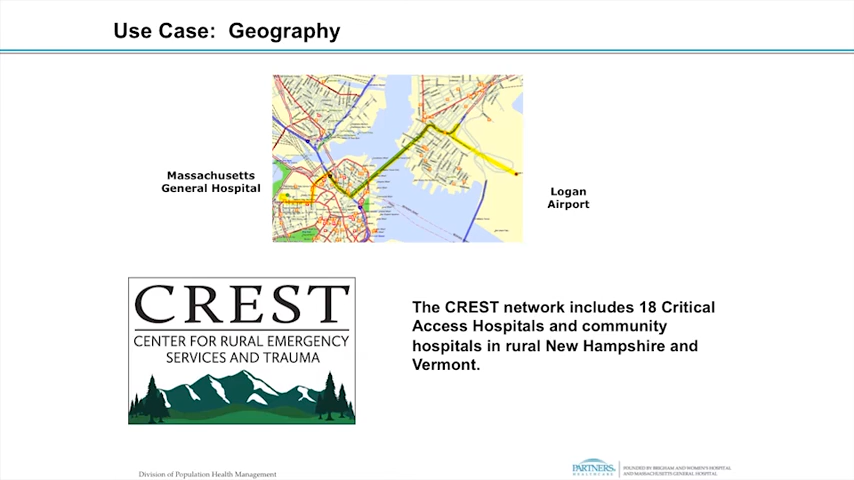 Use Case:  Geography
Massachusetts
General Hospital
Logan
Airport
CREST
CENTER FOR RURAL EMERGENCY
SERVICES AND TRAUMA
The CREST network includes 18 Critical
Access Hospitals and community
hospitals in rural New Hampshire and
Vermont.
Division of Population Health Management
PARTNERS
HEALTHCARE
FOUNDED BY BRIGHAM AND WOMEN'S HOSPITAL
AND MASSACHUSETTS GENERAL HOSPITAL